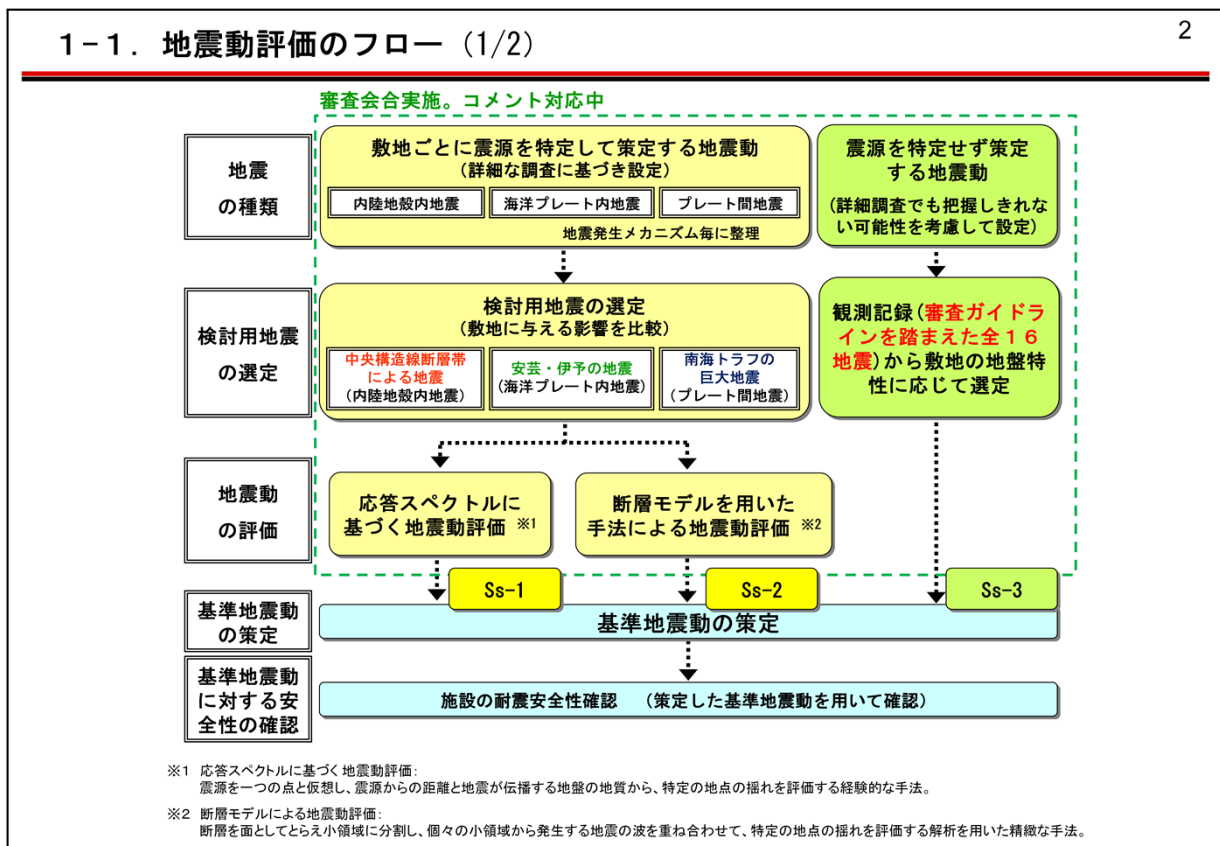 1-1．地震動評価のフロー (1/2)
2
審査会合実施。コメント対応中
地震
の種類
敷地ごとに震源を特定して策定する地震動
(詳細な調査に基づき設定)
内陸地殻内地震
海洋プレート内地震
プレート間地震
地震発生メカニズム毎に整理
震源を特定せず策定
する地震動
(詳細調査でも把握しきれな
い可能性を考慮して設定)
検討用地震
の選定
検討用地震の選定
(敷地に与える影響を比較)
中央構造線断層帯
による地震
(内陸地殻内地震)
安芸・伊予の地震
(海洋プレート内地震)
南海トラフの
巨大地震
(プレート間地震)
観測記録(審査ガイドラ
インを踏まえた全１６
地震)から敷地の地盤特
性に応じて選定
地震動
の評価
応答スペクトルに
基づく地震動評価 ※1
断層モデルを用いた
手法による地震動評価 ※2
Ss-1
Ss-2
Ss-3
基準地震動
の策定
基準地震動の策定
基準地震動
に対する安
全性の確認
施設の耐震安全性確認 (策定した基準地震動を用いて確認)
※１ 応答スペクトルに基づく地震動評価：
震源を一つの点と仮想し、震源からの距離と地震が伝播する地盤の地質から、特定の地点の揺れを評価する経験的な手法。
※２ 断層モデルによる地震動評価：
断層を面としてとらえ小領域に分割し、個々の小領域から発生する地震の波を重ね合わせて、特定の地点の揺れを評価する解析を用いた精緻な手法。